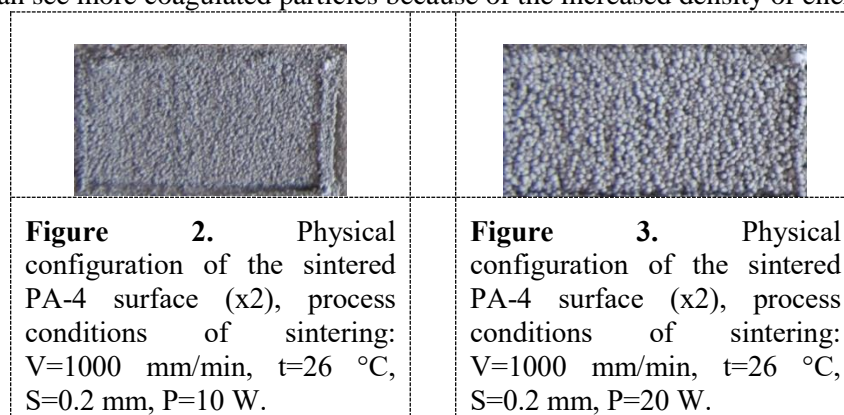 see more coagulated particles because of the increased density of
Figure 2. Physical
configuration of the sintered
PA-4 surface (x2), process
conditions of sintering:
V=1000 mm/min, t=26 °C,
S=0.2 mm, P=10 W.
Figure 3. Physical
configuration of the sintered
PA-4 surface (x2), process
conditions of sintering:
V=1000 mm/min, t=26 °C,
S=0.2 mm, P=20 W.